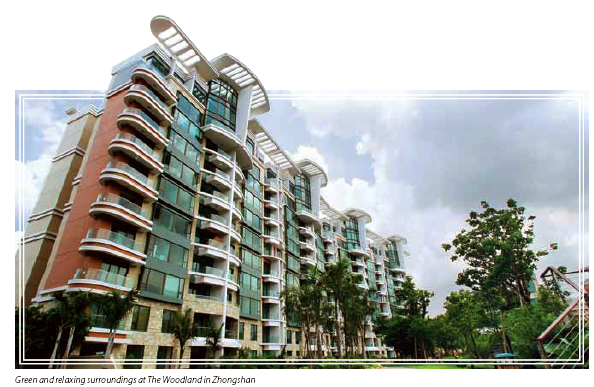 Green and relaxing surroundings at The Woodland in Zhongshan